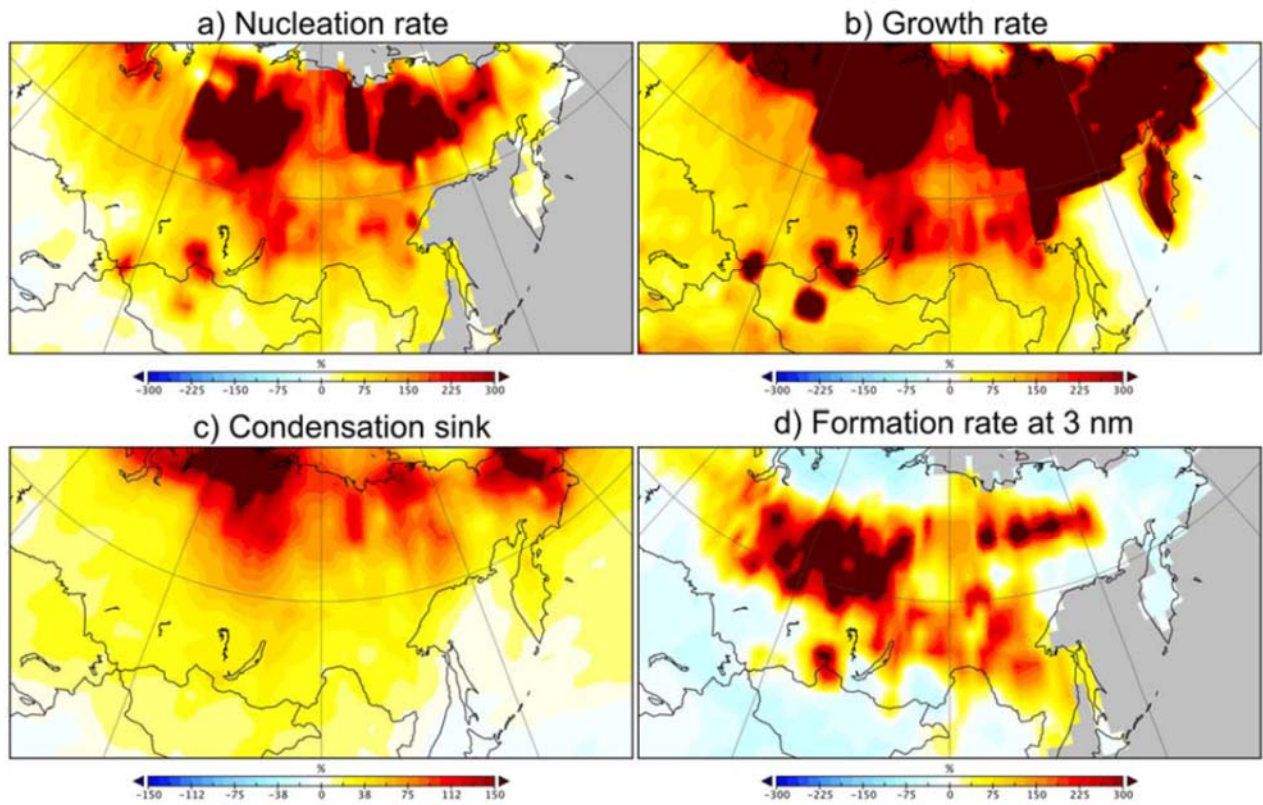 a) Nucleation rate
b) Growth rate
%
-300 -225 -150 -75 0 75 150 225 300
%
-300 -225 -150 -75 0 75 150 225 300
c) Condensation sink
d) Formation rate at 3 nm
%
-150 -112 -75 -38 0 38 75 112 150
%
-300 -225 -150 -75 0 75 150 225 300